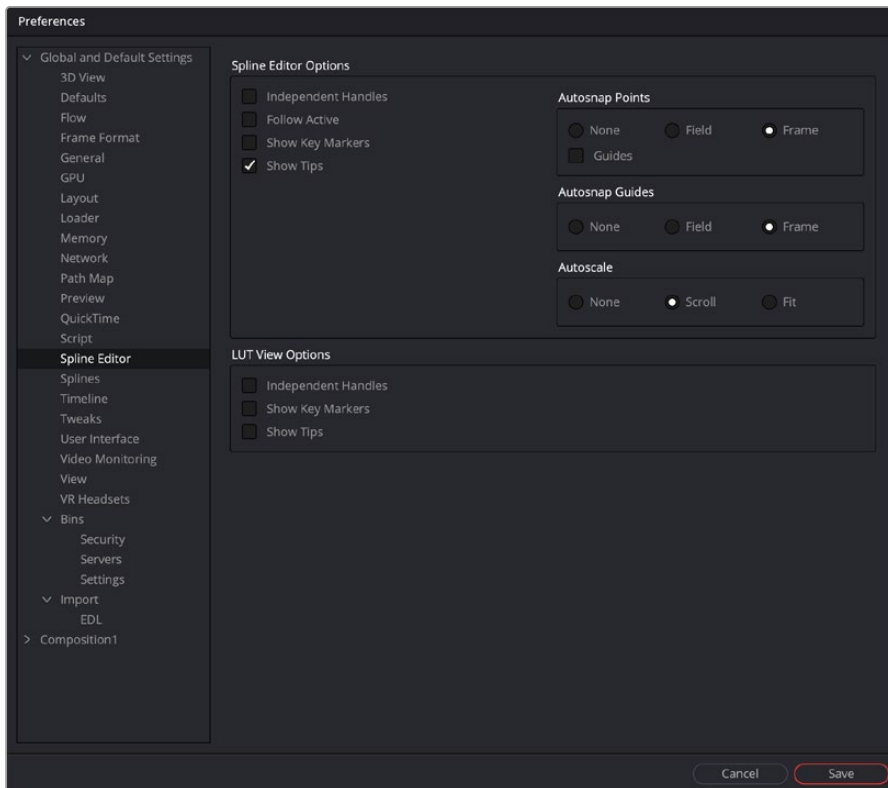 Preferences
Global and Default Settings
3D View
Defaults
Flow
Frame Format
General
GPU
Layout
Loader
Memory
Network
Path Map
Preview
QuickTime
Script
Spline Editor
Splines
Timeline
Tweaks
User Interface
Video Monitoring
View
VR Headsets
Bins
Security
Servers
Settings
Import
EDL
Composition1
Spline Editor Options
Independent Handles
Follow Active
Show Key Markers
Show Tips
Autosnap Points
None Field Frame
Guides
Autosnap Guides
None Field Frame
Autoscale
None Scroll Fit
LUT View Options
Independent Handles
Show Key Markers
Show Tips
Cancel Save